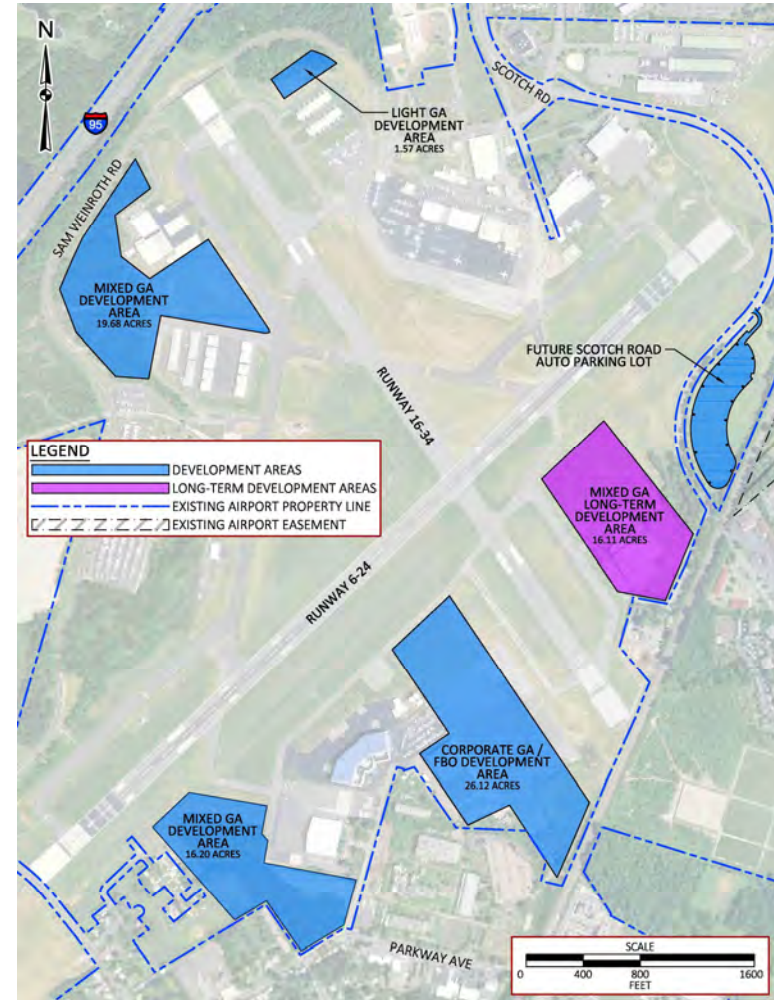 N
95
SCOTCH RD
LIGHT GA
DEVELOPMENT
AREA
1.57 ACRES
SAM WEINROTH RD
MIXED GA
DEVELOPMENT
AREA
19.68 ACRES
FUTURE SCOTCH ROAD
AUTO PARKING LOT
RUNWAY 16-34
LEGEND
DEVELOPMENT AREAS
LONG-TERM DEVELOPMENT AREAS
EXISTING AIRPORT PROPERTY LINE
EXISTING AIRPORT EASEMENT
MIXED GA
LONG-TERM
DEVELOPMENT
AREA
16.11 ACRES
RUNWAY 6-24
CORPORATE GA /
FBO DEVELOPMENT
AREA
26.12 ACRES
MIXED GA
DEVELOPMENT
AREA
16.20 ACRES
PARKWAY AVE
SCALE
0 400 800 1600
FEET